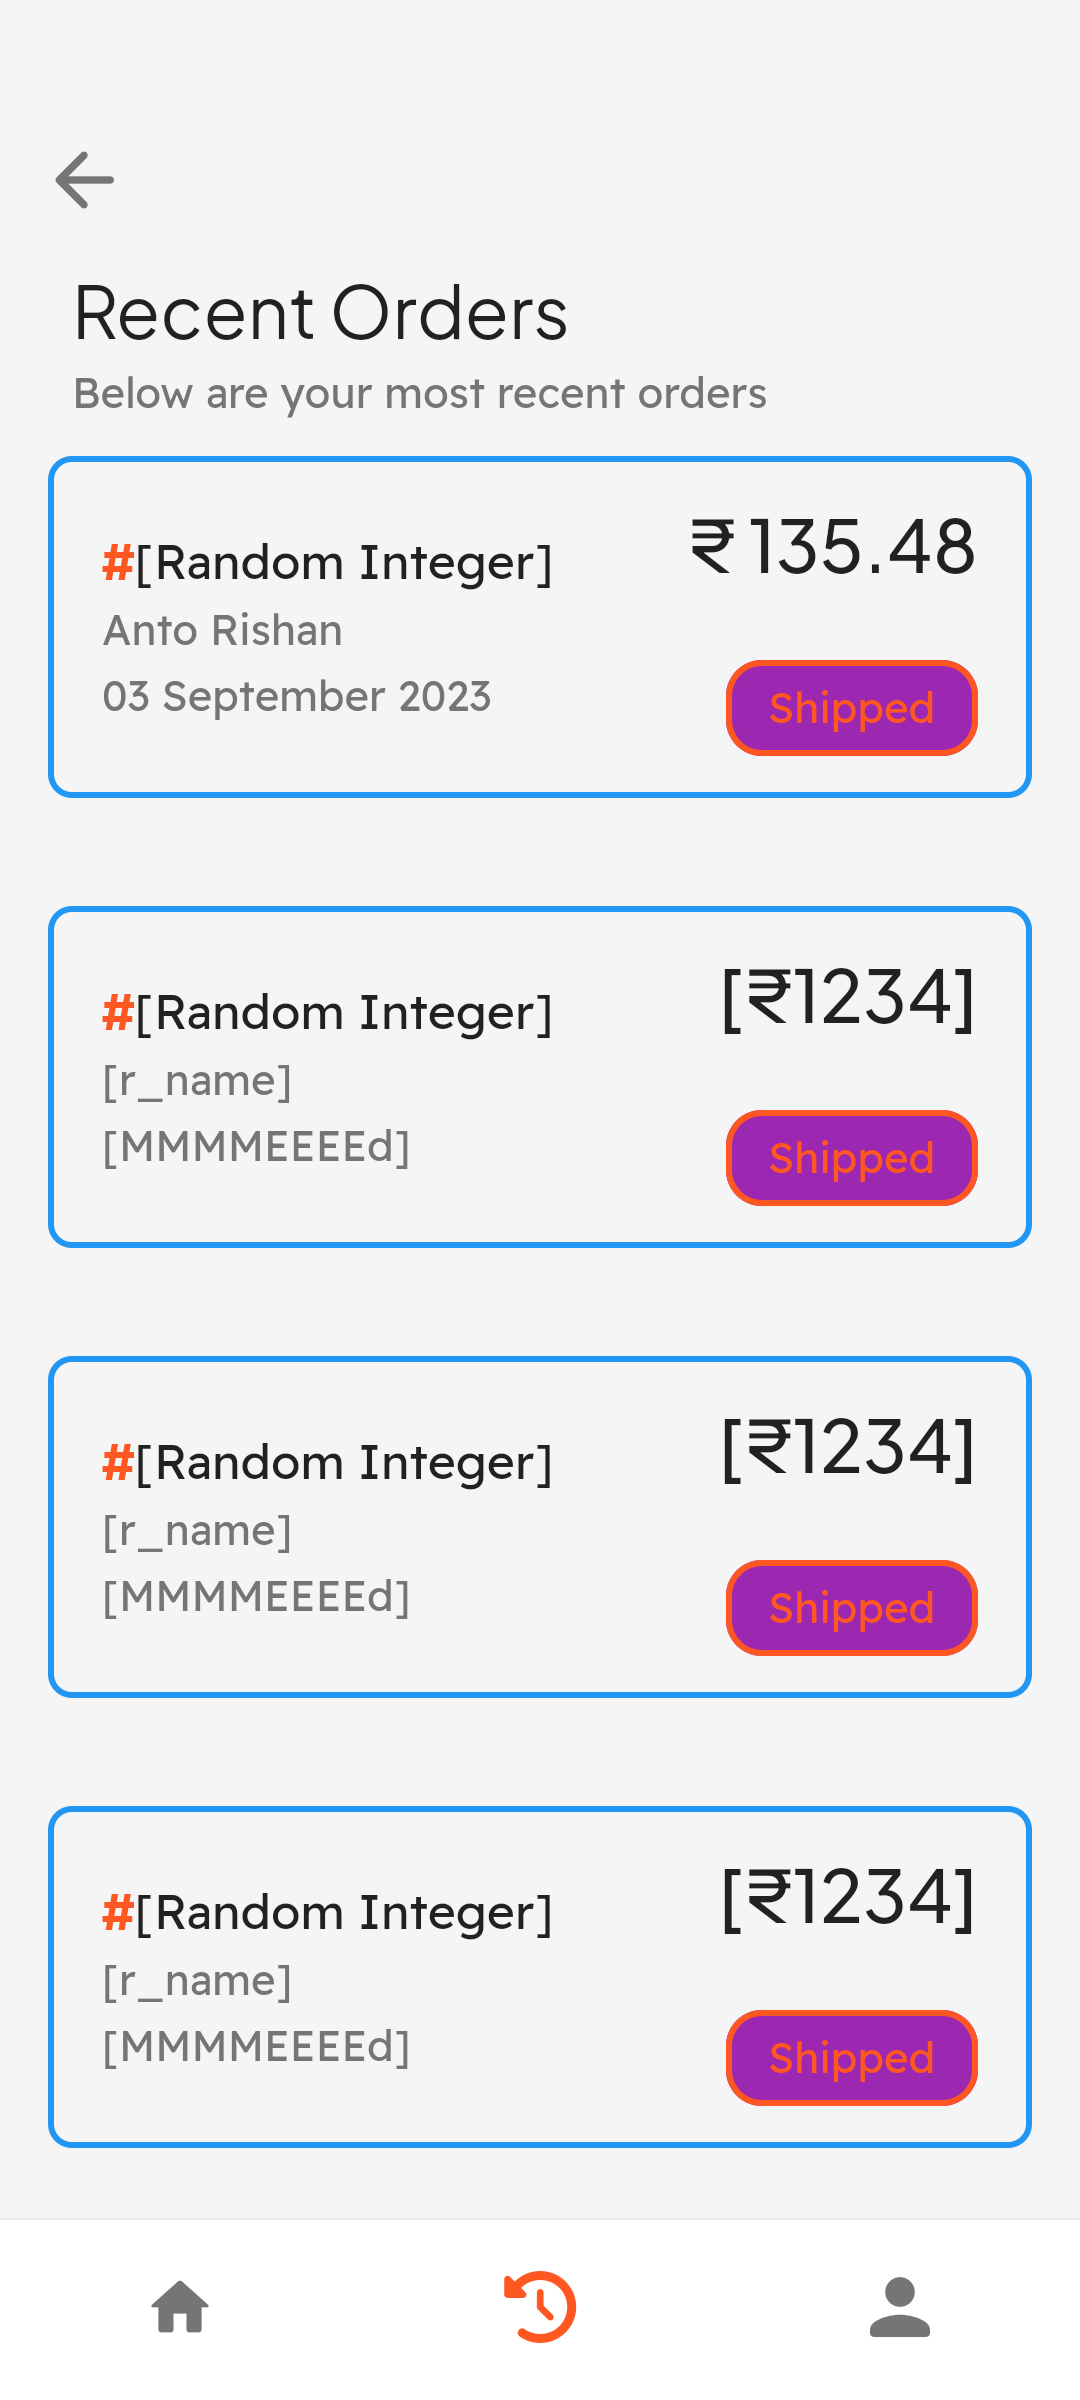 Recent Orders
Below are your most recent orders
#[Random Integer]
₹ 135.48
Anto Rishan
03 September 2023
Shipped
#[Random Integer]
[₹1234]
[r_name]
[MMMMEEEEd]
Shipped
#[Random Integer]
[₹1234]
[r_name]
[MMMMEEEEd]
Shipped
#[Random Integer]
[₹1234]
[r_name]
[MMMMEEEEd]
Shipped